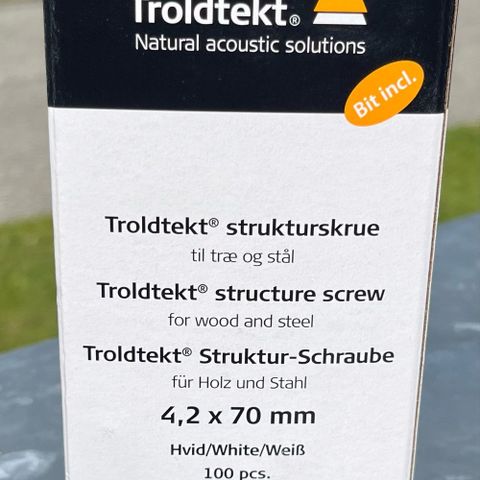 Troldtekt®
Natural acoustic solutions
Bit incl.
Troldtekt® strukturskrue
til træ og stål
Troldtekt® structure screw
for wood and steel
Troldtekt® Struktur-Schraube
für Holz und Stahl
4,2 x 70 mm
Hvid/White/Weiß
100 pcs.